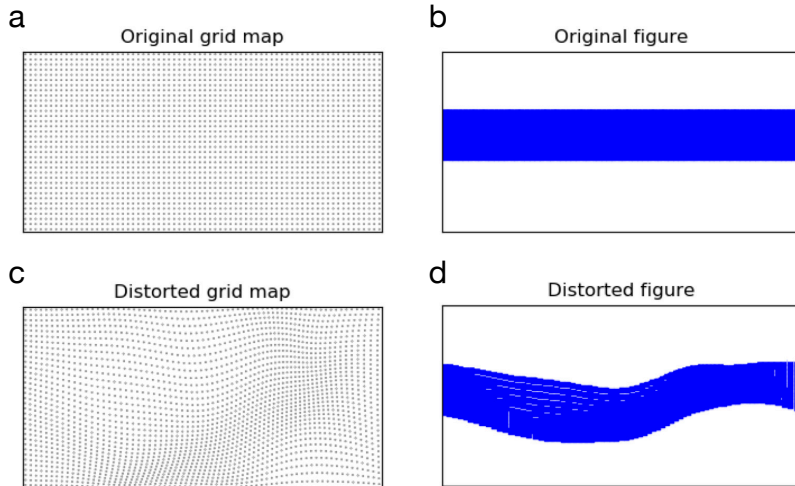 a
Original grid map
b
Original figure
c
Distorted grid map
d
Distorted figure